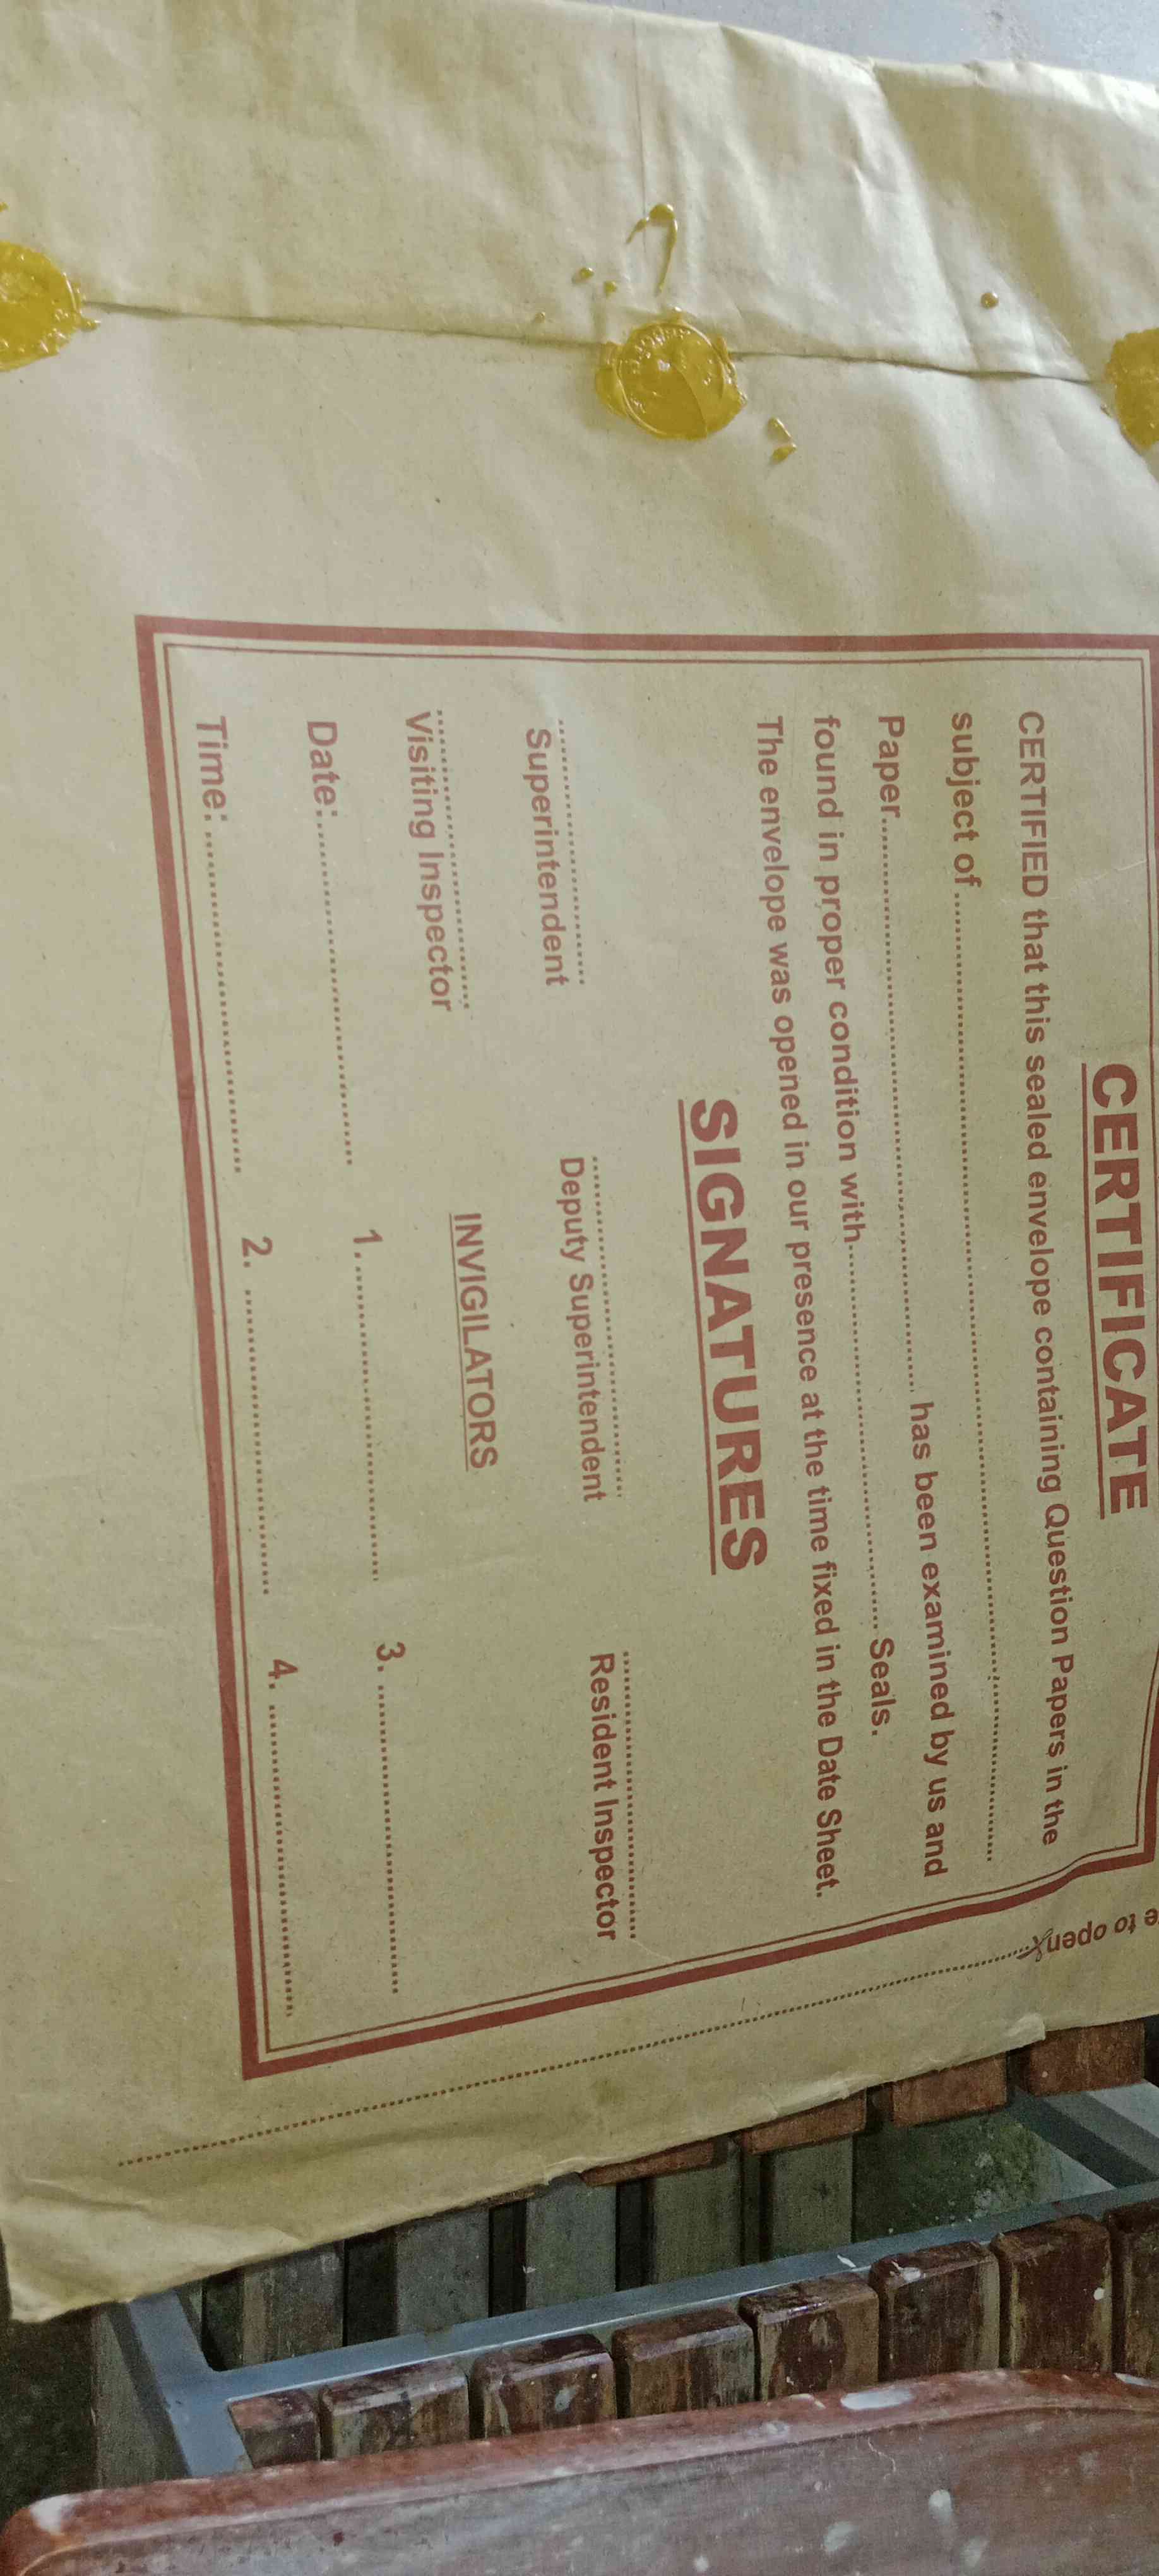 CERTIFICATE
CERTIFIED that this sealed envelope containing Question Papers in the
subject of
Paper has been examined by us and
found in proper condition with Seals.
The envelope was opened in our presence at the time fixed in the Date Sheet.
SIGNATURES
Superintendent Deputy Superintendent Resident Inspector
Visiting Inspector INVIGILATORS
Date: 1. 3.
Time: 2. 4.
to open